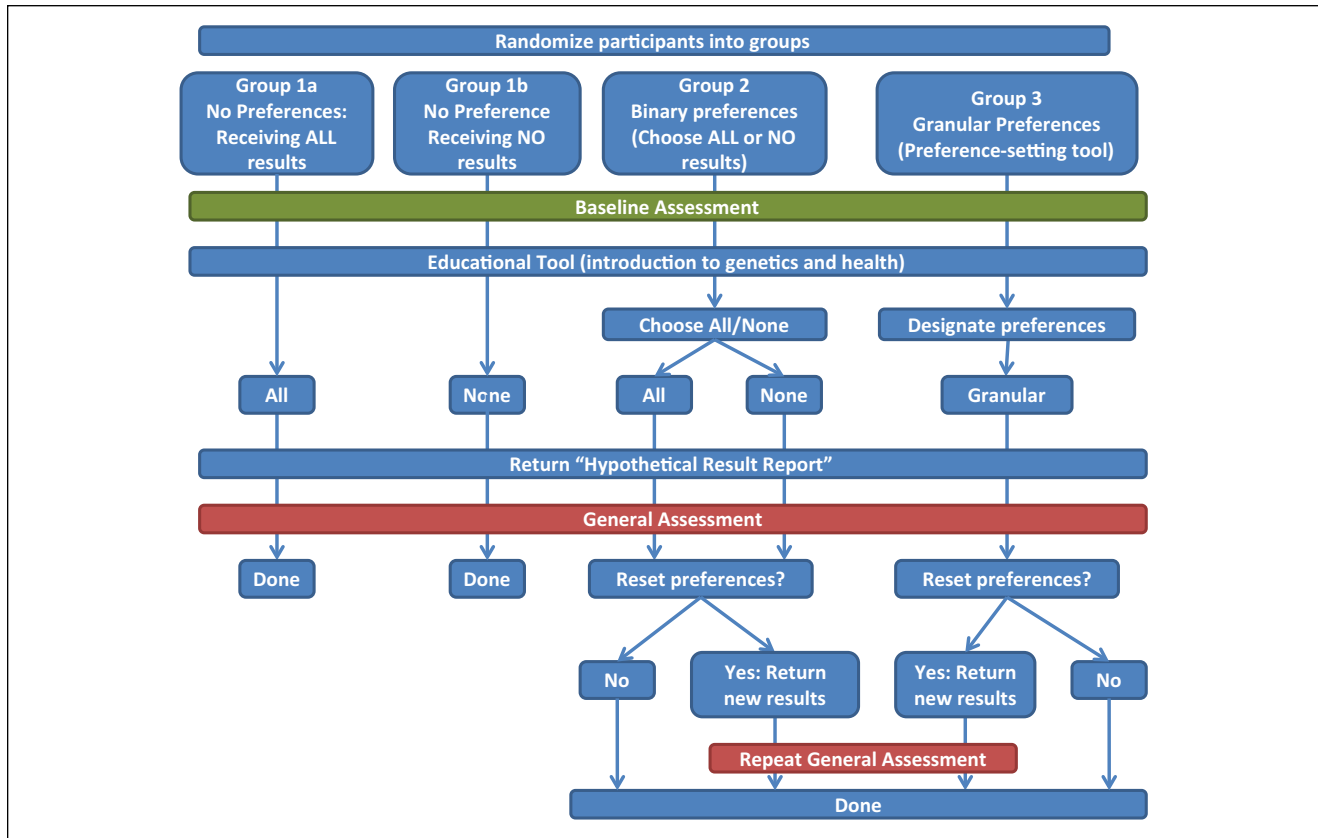 Randomize participants into groups
Group 1a
No Preferences:
Receiving ALL
results
Group 1b
No Preference
Receiving NO
results
Group 2
Binary preferences
(Choose ALL or NO
results)
Group 3
Granular Preferences
(Preference-setting tool)
Baseline Assessment
Educational Tool (introduction to genetics and health)
Choose All/None
Designate preferences
All
None
All
None
Granular
Return “Hypothetical Result Report”
General Assessment
Done
Done
Reset preferences?
Reset preferences?
No
Yes: Return
new results
Yes: Return
new results
No
Repeat General Assessment
Done